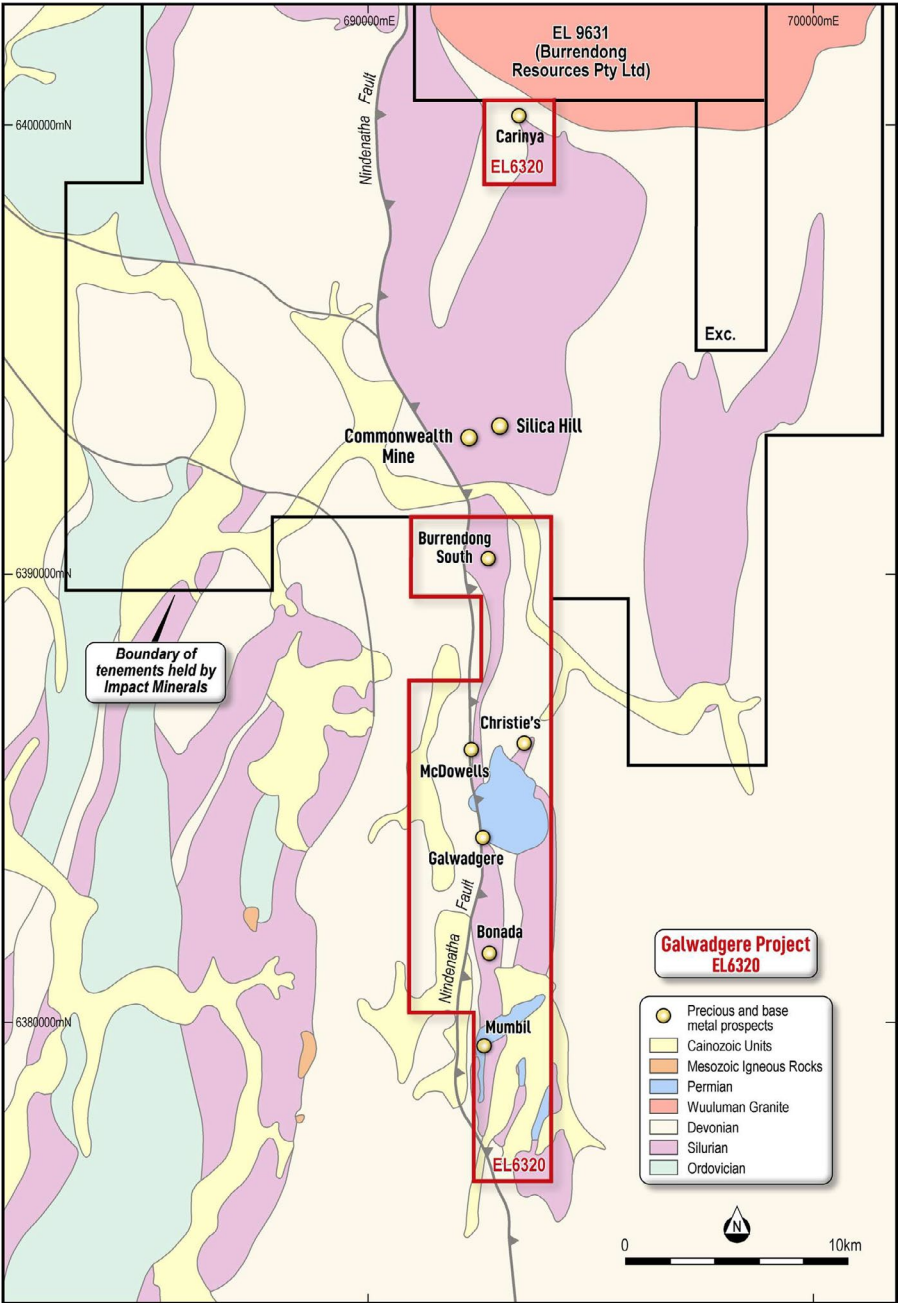 690000mE
700000mE
EL 9631
(Burrendong
Resources Pty Ltd)
Nindenatha Fault
6400000mN
Carinya
EL6320
Exc.
Silica Hill
Commonwealth
Mine
Burrendong
South
6390000mN
Boundary of
tenements held by
Impact Minerals
Christie's
McDowells
Galwadgere
Nindenatha Fault
Bonada
6380000mN
Mumbil
EL6320
Galwadgere Project
EL6320
Precious and base
metal prospects
Cainozoic Units
Mesozoic Igneous Rocks
Permian
Wuuluman Granite
Devonian
Silurian
Ordovician
N
0 10km